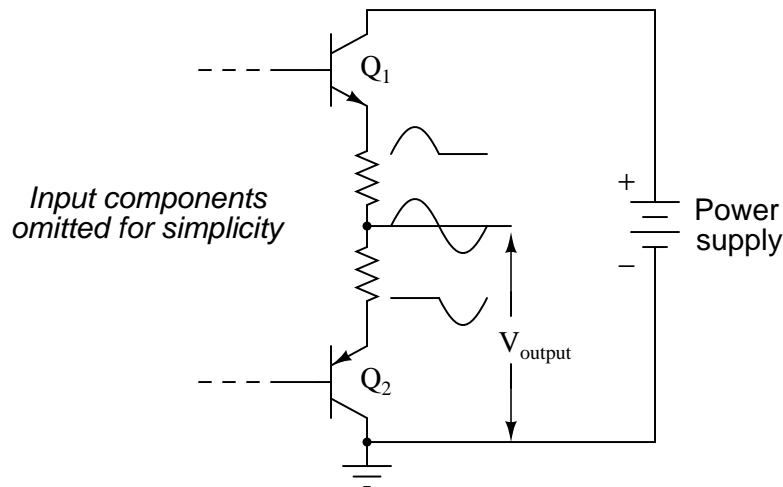 Q1
Input components
omitted for simplicity
+
Power
supply
−
Voutput
Q2